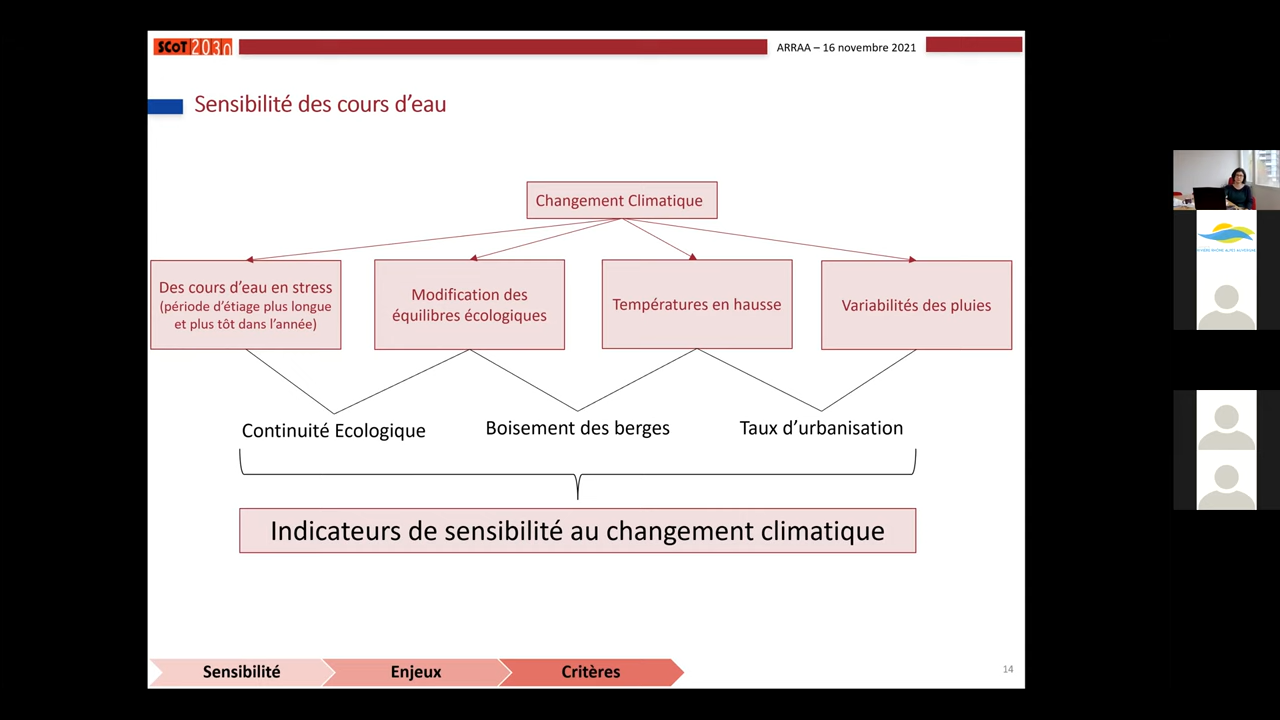 SCoT 2030
ARRAA – 16 novembre 2021
Sensibilité des cours d’eau
Changement Climatique
Des cours d’eau en stress
(période d’étiage plus longue
et plus tôt dans l’année)
Modification des
équilibres écologiques
Températures en hausse
Variabilités des pluies
Continuité Ecologique
Boisement des berges
Taux d’urbanisation
Indicateurs de sensibilité au changement climatique
Sensibilité
Enjeux
Critères
14